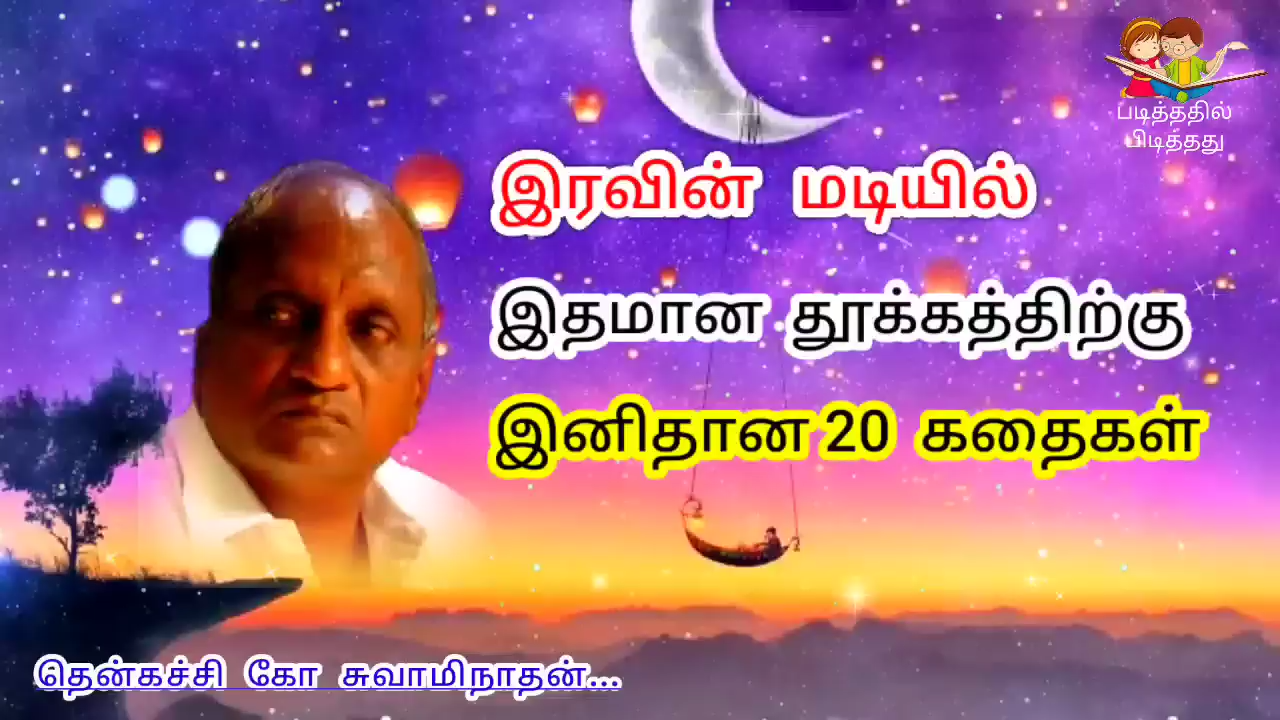 படித்ததில்
பிடித்தது
இரவின் மடியில்
இதமான தூக்கத்திற்கு
இனிதான 20 கதைகள்
தென்கச்சி கோ சுவாமிநாதன்...